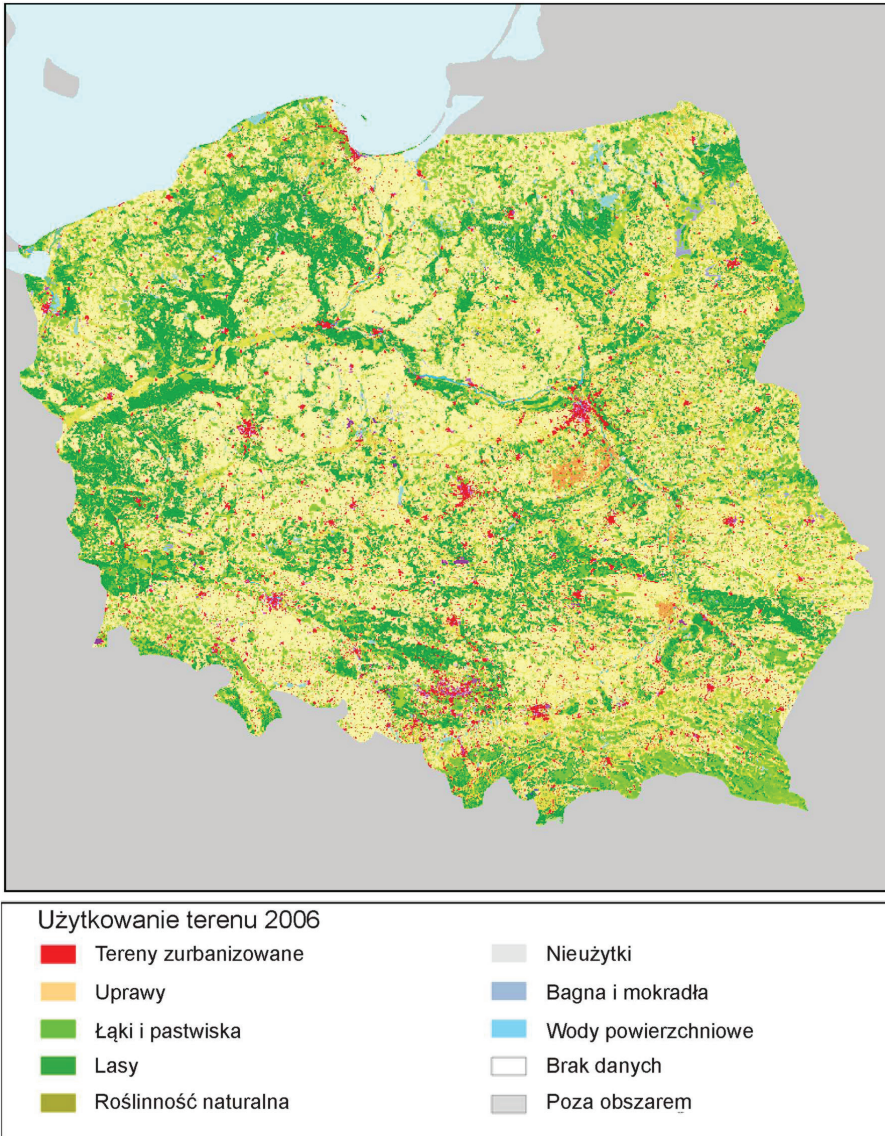 Użytkowanie terenu 2006
Tereny zurbanizowane
Uprawy
Łąki i pastwiska
Lasy
Roślinność naturalna
Nieużytki
Bagna i mokradła
Wody powierzchniowe
Brak danych
Poza obszarem